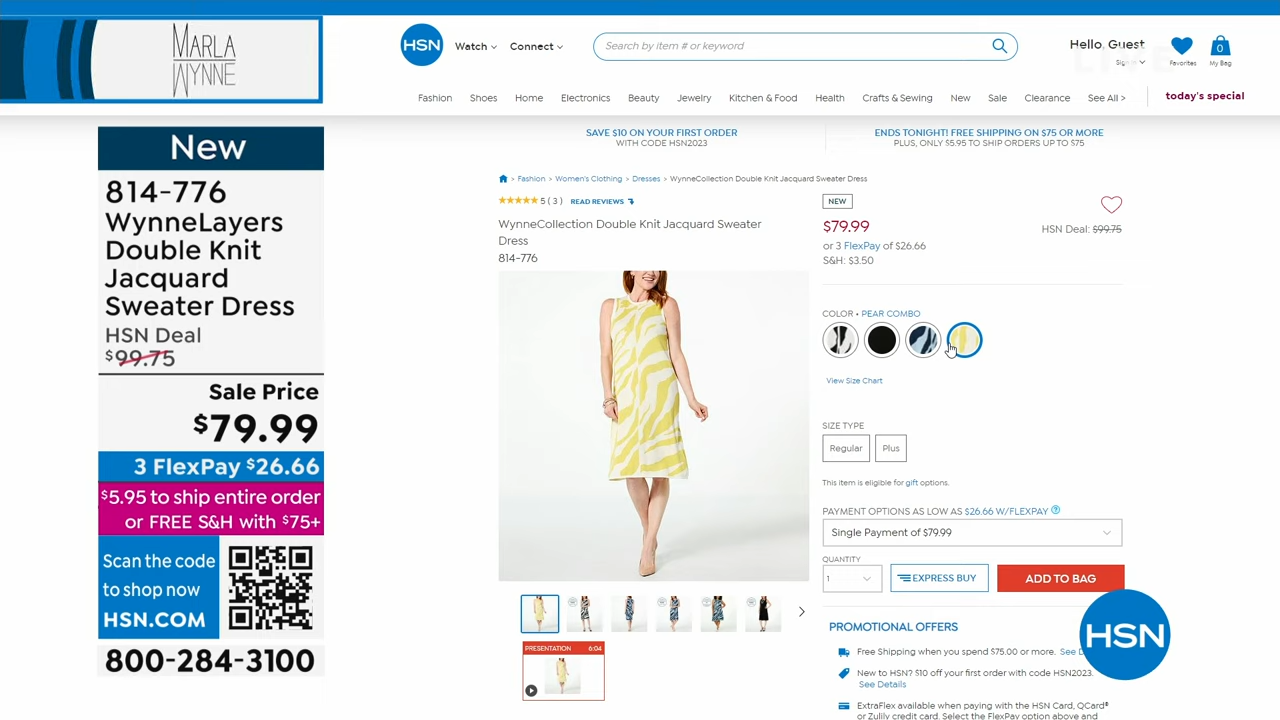 MARLA
WYNNE
New
814-776
WynneLayers
Double Knit
Jacquard
Sweater Dress
HSN Deal
$99.75
Sale Price
$79.99
3 FlexPay $26.66
$5.95 to ship entire order
or FREE S&H with $75+
Scan the code
to shop now
HSN.COM
800-284-3100
HSN
Watch
Connect
Search by item # or keyword
Hello, Guest
Sign In
Favorites
0
My Bag
Fashion Shoes Home Electronics Beauty Jewelry Kitchen & Food Health Crafts & Sewing New Sale Clearance See All >
today's special
SAVE $10 ON YOUR FIRST ORDER
WITH CODE HSN2023
ENDS TONIGHT! FREE SHIPPING ON $75 OR MORE
PLUS, ONLY $5.95 TO SHIP ORDERS UP TO $75
> Fashion > Women's Clothing > Dresses > WynneCollection Double Knit Jacquard Sweater Dress
5 ( 3 ) READ REVIEWS
WynneCollection Double Knit Jacquard Sweater
Dress
814-776
NEW
$79.99
HSN Deal: $99.75
or 3 FlexPay of $26.66
S&H: $3.50
COLOR • PEAR COMBO
View Size Chart
SIZE TYPE
Regular
Plus
This item is eligible for gift options.
PAYMENT OPTIONS AS LOW AS $26.66 W/FLEXPAY ?
Single Payment of $79.99
QUANTITY
1
EXPRESS BUY
ADD TO BAG
PRESENTATION 6:04
PROMOTIONAL OFFERS
Free Shipping when you spend $75.00 or more. See D
New to HSN? $10 off your first order with code HSN2023.
See Details
ExtraFlex available when paying with the HSN Card, QCard®
or Zulily credit card. Select the FlexPay option above and
HSN